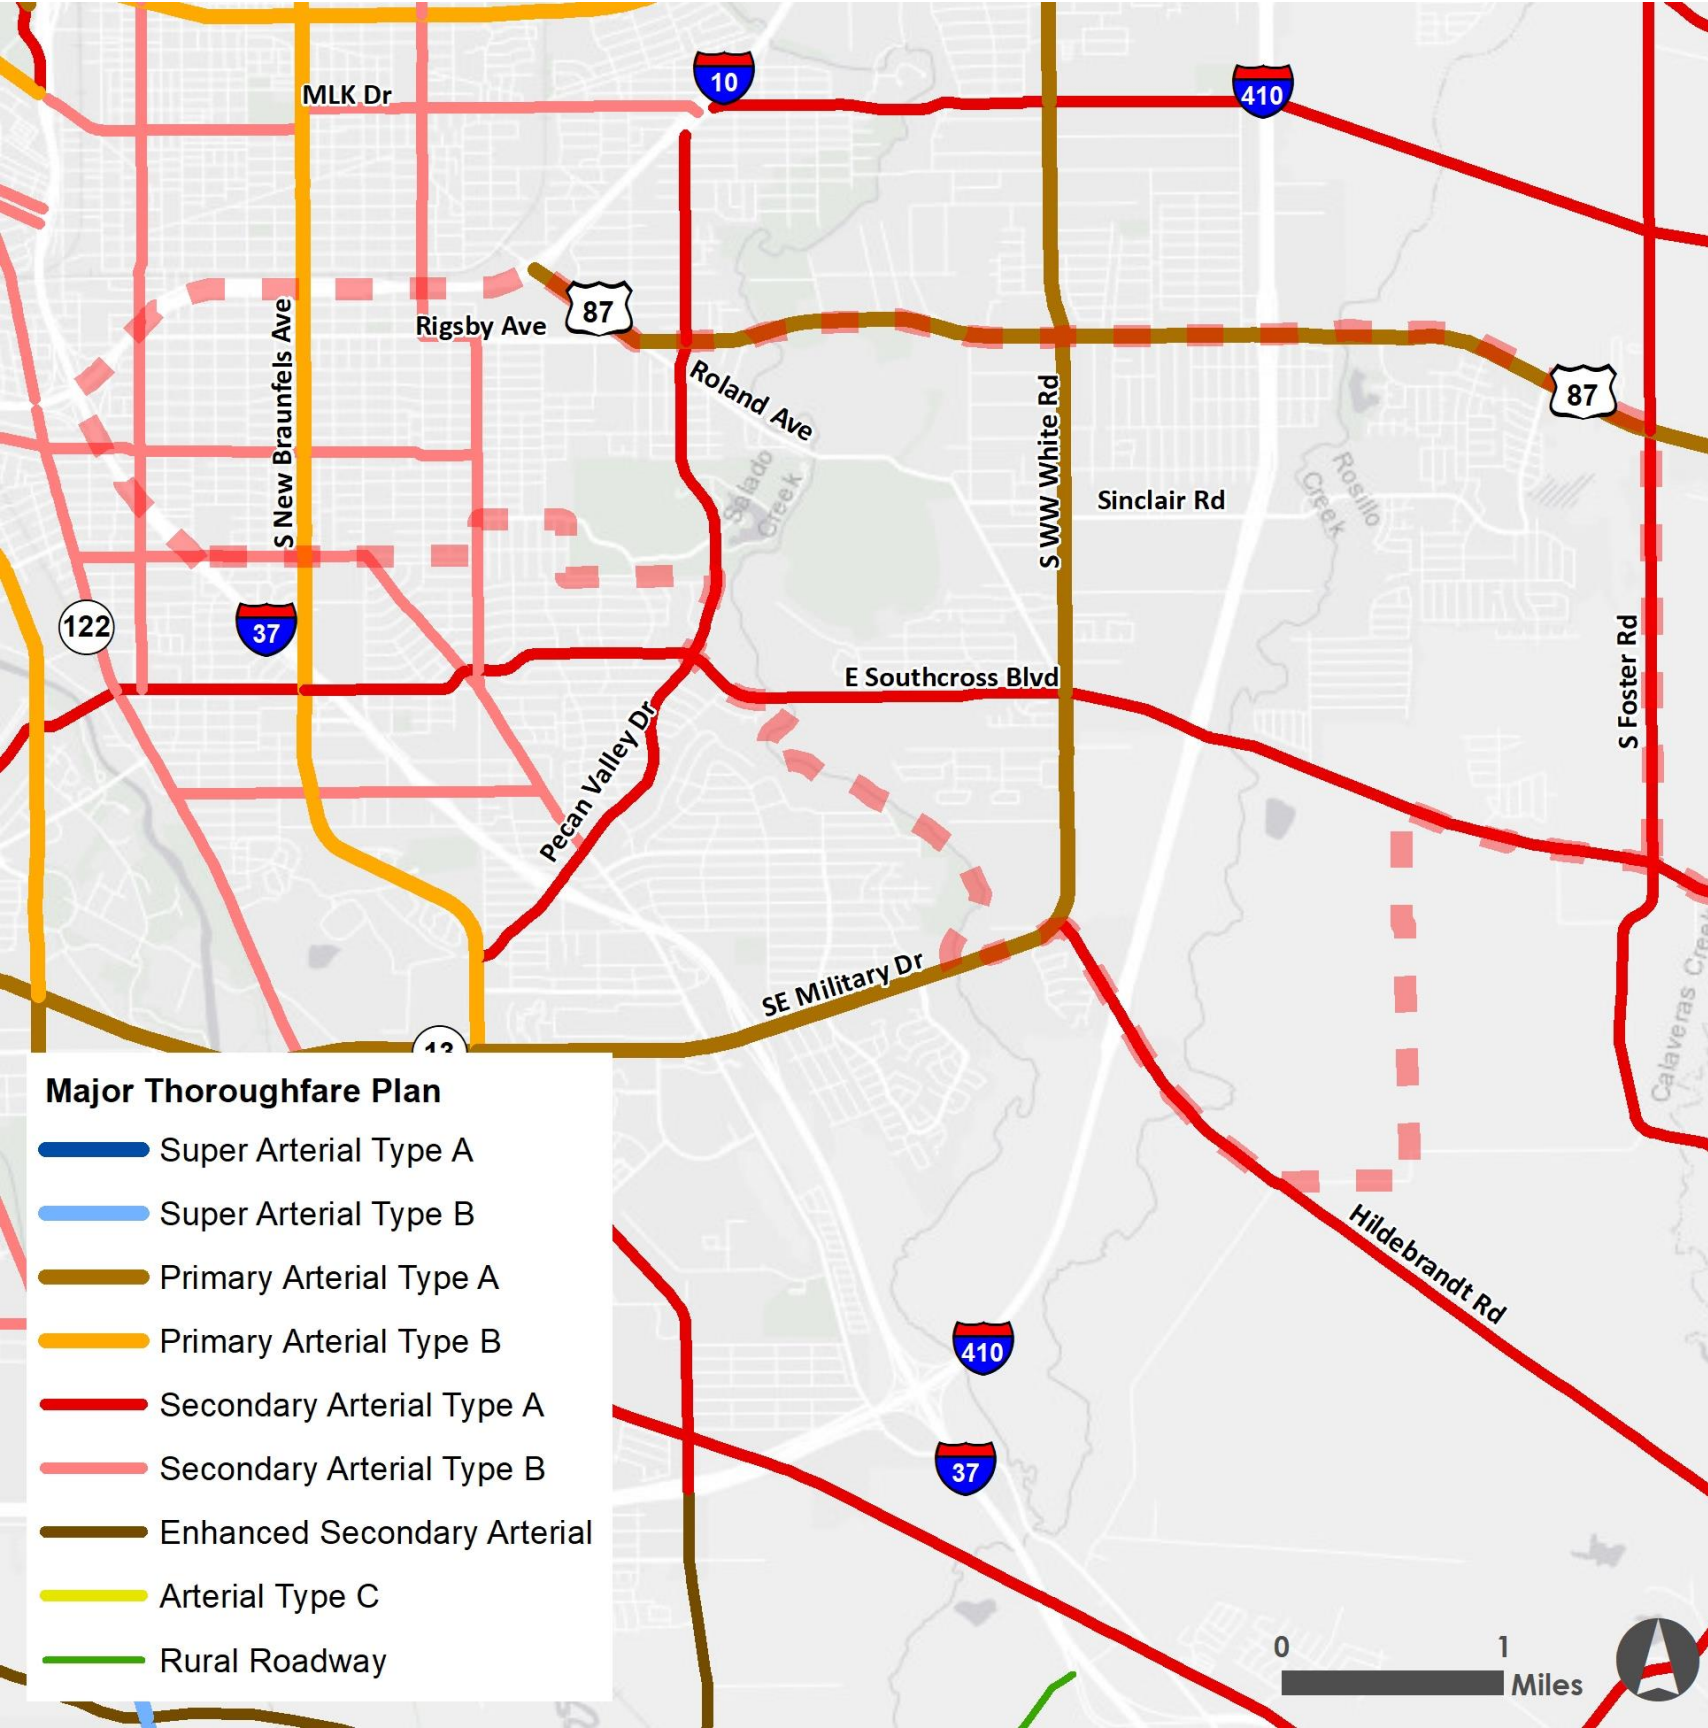 MLK Dr
10
410
Rigsby Ave
87
S New Braunfels Ave
Roland Ave
87
S WW White Rd
Salado
Creek
Sinclair Rd
Rosillo
Creek
122
37
E Southcross Blvd
S Foster Rd
Pecan Valley Dr
SE Military Dr
Calaveras Creek
13
Major Thoroughfare Plan
Super Arterial Type A
Super Arterial Type B
Primary Arterial Type A
Primary Arterial Type B
Secondary Arterial Type A
Secondary Arterial Type B
Enhanced Secondary Arterial
Arterial Type C
Rural Roadway
Hildebrandt Rd
410
37
0 1
Miles